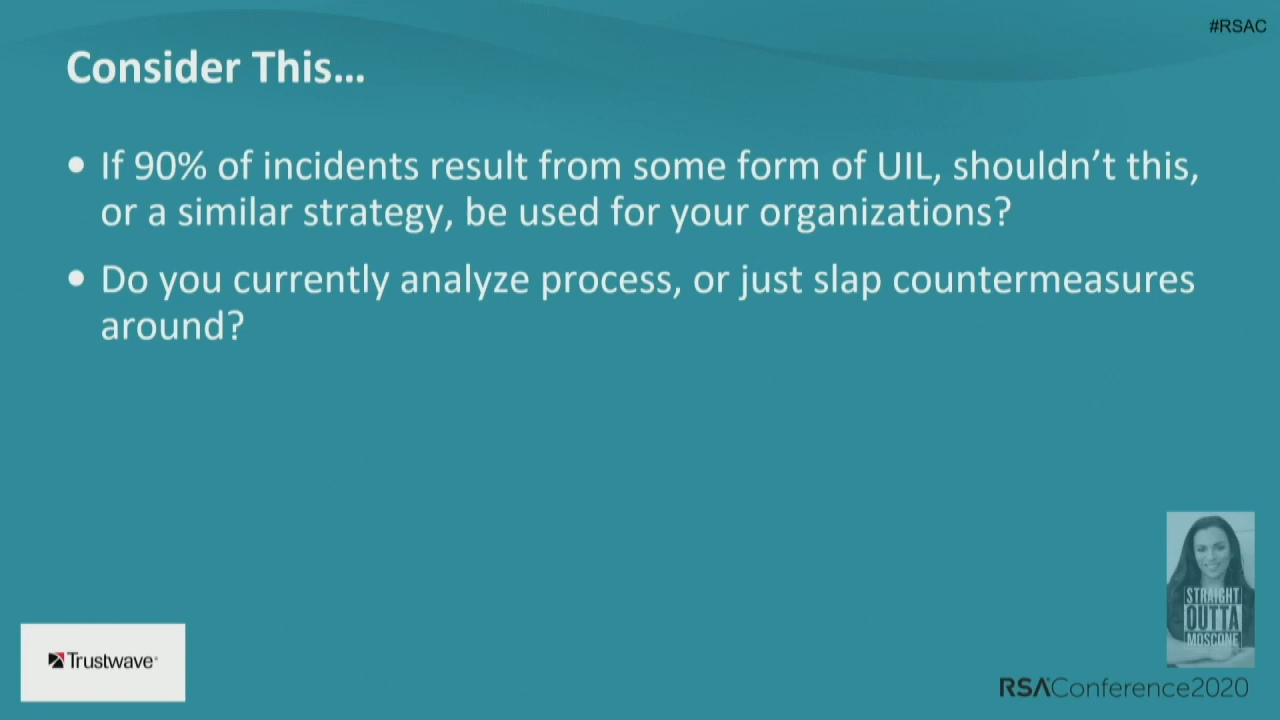 #RSAC
Consider This...
• If 90% of incidents result from some form of UIL, shouldn’t this,
or a similar strategy, be used for your organizations?
• Do you currently analyze process, or just slap countermeasures
around?
STRAIGHT
OUTTA
MOSCONE
Trustwave®
RSAConference2020